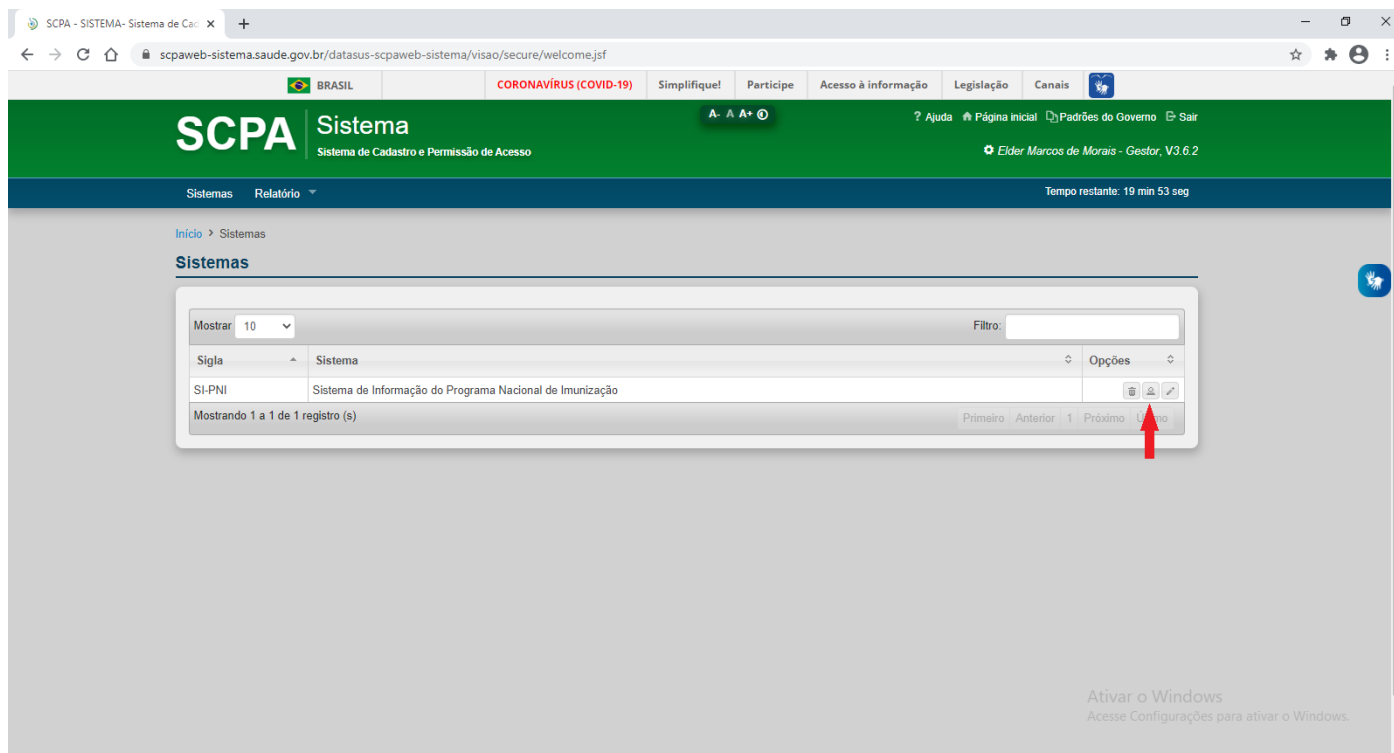 SCPA - SISTEMA- Sistema de Cad
scpaweb-sistema.saude.gov.br/datasus-scpaweb-sistema/visao/secure/welcome.jsf
BRASIL CORONAVÍRUS (COVID-19) Simplifique! Participe Acesso à informação Legislação Canais
A- A A+
? Ajuda Página inicial Padrões do Governo Sair
SCPA Sistema
Sistema de Cadastro e Permissão de Acesso
Elder Marcos de Morais - Gestor, V3.6.2
Sistemas Relatório Tempo restante: 19 min 53 seg
Início > Sistemas
Sistemas
Mostrar 10 Filtro:
Sigla Sistema Opções
SI-PNI Sistema de Informação do Programa Nacional de Imunização
Mostrando 1 a 1 de 1 registro (s) Primeiro Anterior 1 Próximo
Ativar o Windows
Acesse Configurações para ativar o Windows.